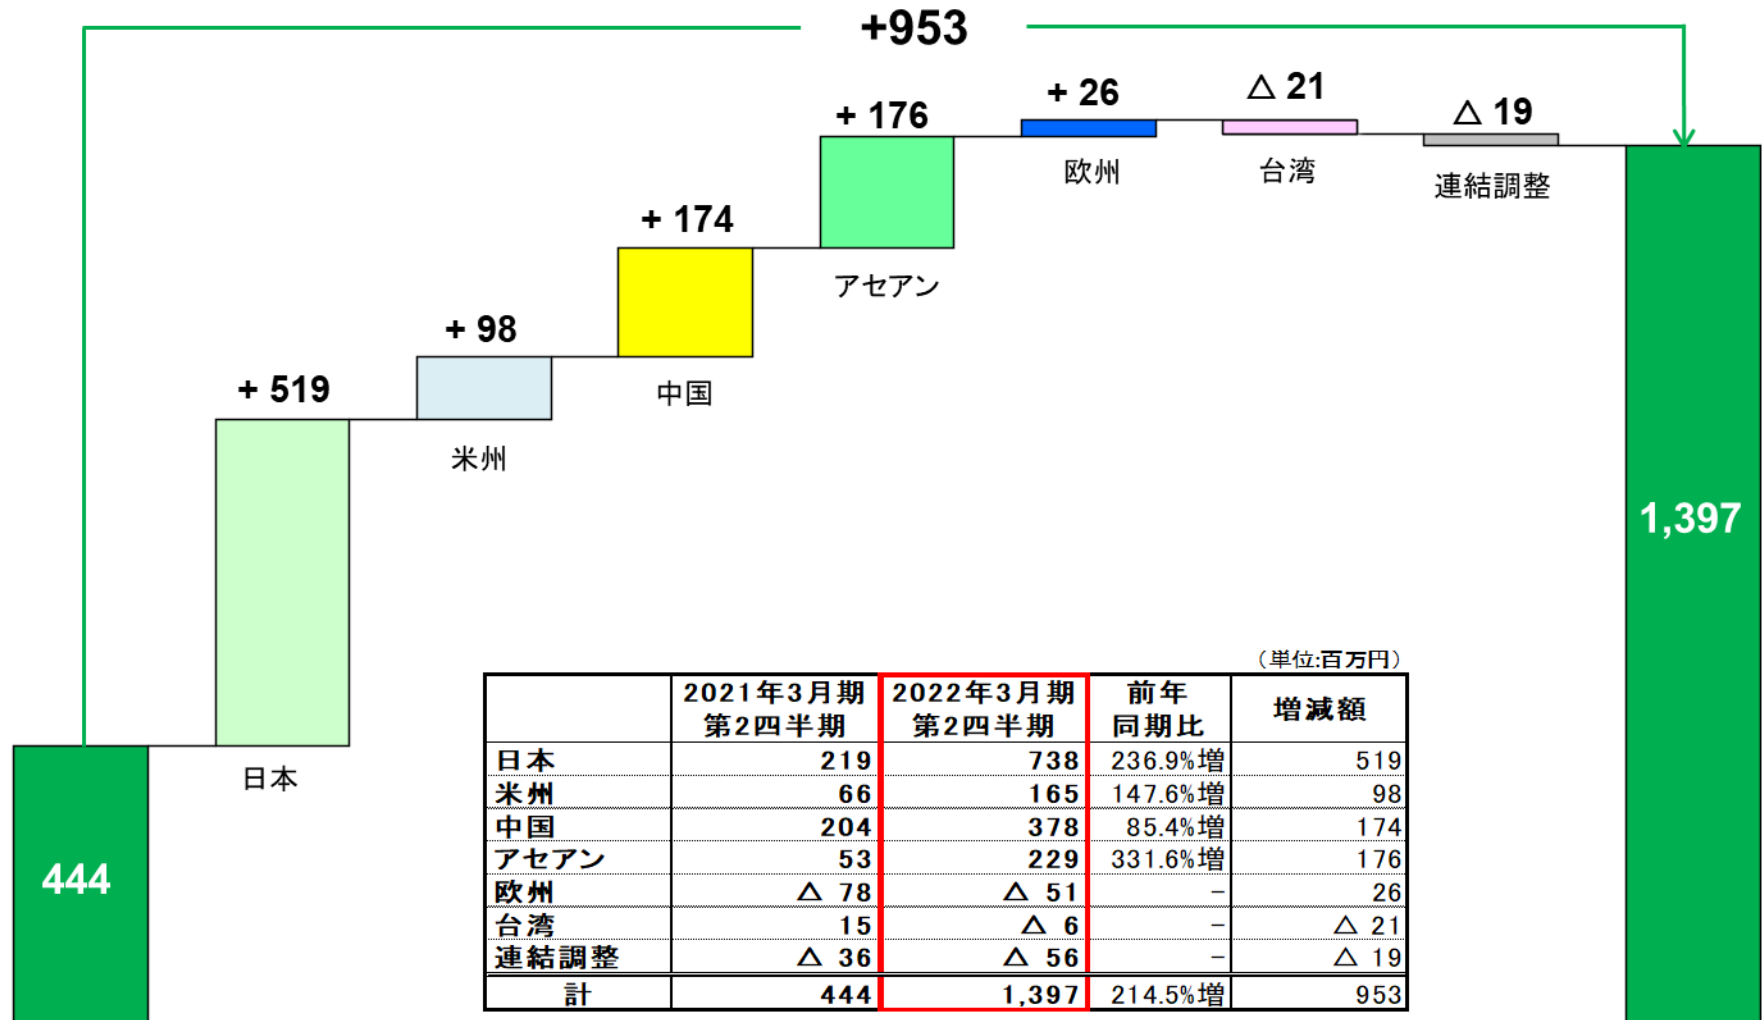 +953
+ 176
+ 26
△ 21
△ 19
欧州
台湾
連結調整
+ 174
アセアン
+ 98
中国
+ 519
米州
1,397
日本
444
（単位:百万円）
2021年3月期 2022年3月期 前年 増減額
第2四半期 第2四半期 同期比
日本 219 738 236.9%増 519
米州 66 165 147.6%増 98
中国 204 378 85.4%増 174
アセアン 53 229 331.6%増 176
欧州 △ 78 △ 51 － 26
台湾 15 △ 6 － △ 21
連結調整 △ 36 △ 56 － △ 19
計 444 1,397 214.5%増 953